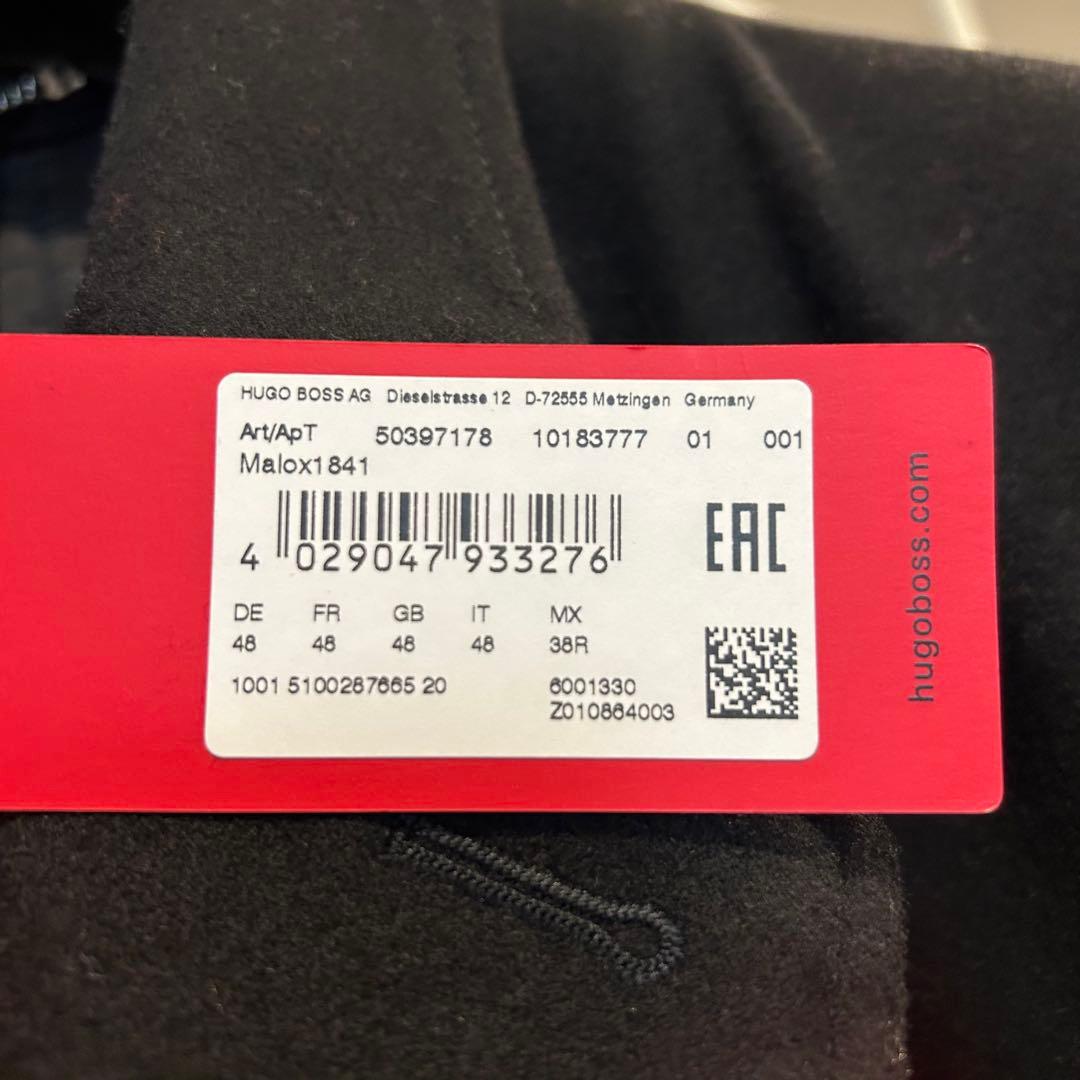 HUGO BOSS AG Dieselstrasse 12 D-72555 Metzingen Germany
Art/ApT 50397178 10183777 01 001
Malox1841
4 029047 933276
EAC
DE FR GB IT MX
48 48 48 48 38R
1001 5100287665 20 6001330
Z010864003
hugoboss.com